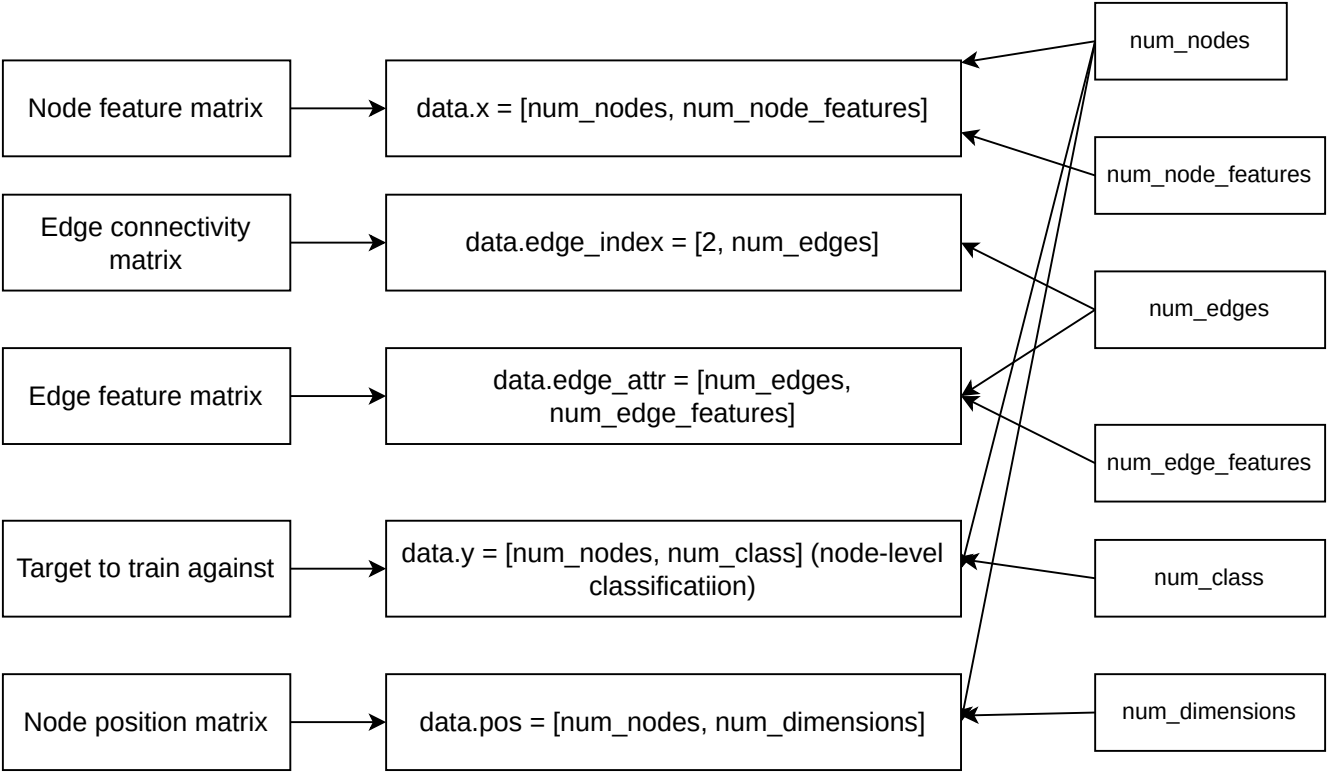 num_nodes
Node feature matrix
data.x = [num_nodes, num_node_features]
num_node_features
Edge connectivity
matrix
data.edge_index = [2, num_edges]
num_edges
Edge feature matrix
data.edge_attr = [num_edges,
num_edge_features]
num_edge_features
Target to train against
data.y = [num_nodes, num_class] (node-level
classificatiion)
num_class
Node position matrix
data.pos = [num_nodes, num_dimensions]
num_dimensions